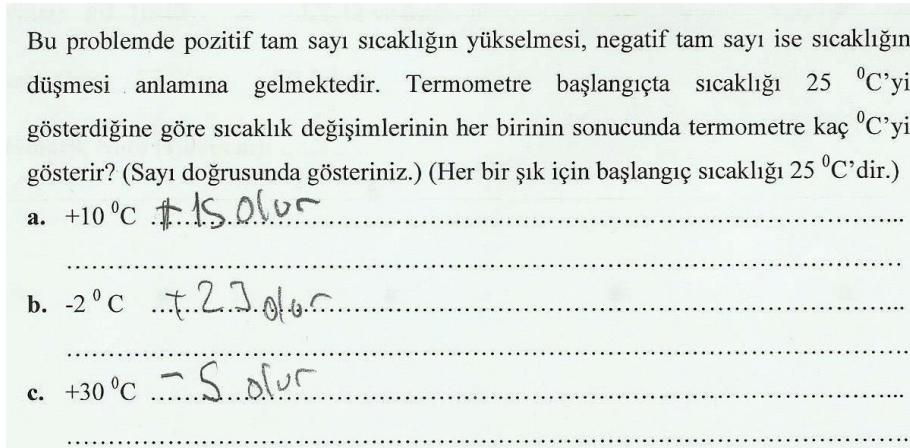 Bu problemde pozitif tam sayı sıcaklığın yükselmesi, negatif tam sayı ise sıcaklığın
düşmesi anlamına gelmektedir. Termometre başlangıçta sıcaklığı 25 ⁰C’yi
gösterdiğine göre sıcaklık değişimlerinin her birinin sonucunda termometre kaç ⁰C’yi
gösterir? (Sayı doğrusunda gösteriniz.) (Her bir şık için başlangıç sıcaklığı 25 ⁰C’dir.)
a. +10 ⁰C +15 olur
b. -2 ⁰ C +23 olur
c. +30 ⁰C -5 olur